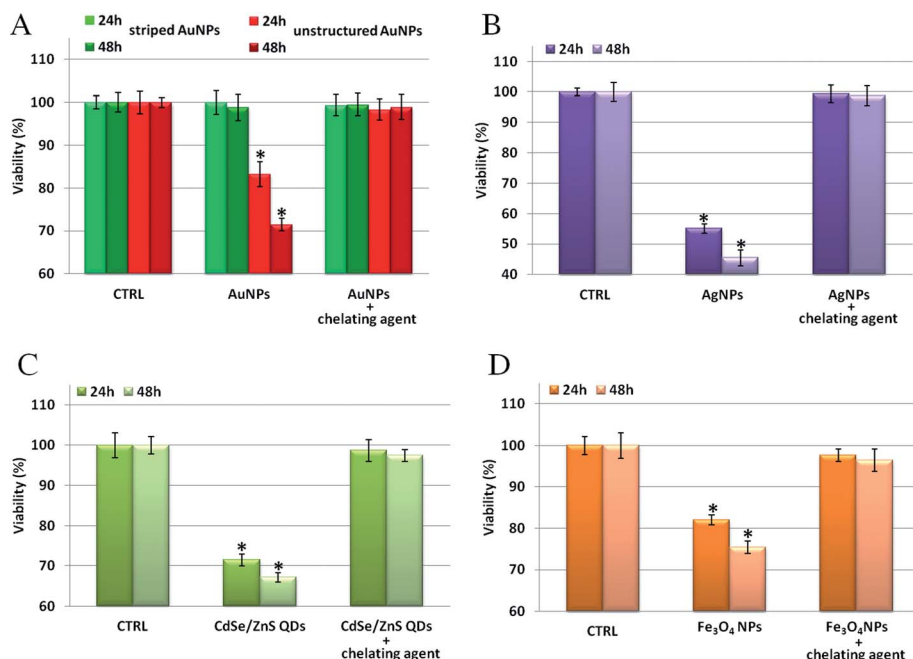 A
24h striped AuNPs 24h unstructured AuNPs
48h 48h
Viability (%)
110
100
90
80
70
60
*
*
CTRL
AuNPs
AuNPs
+
chelating agent
B
24h 48h
Viability (%)
110
100
90
80
70
60
50
40
*
*
CTRL
AgNPs
AgNPs
+
chelating agent
C
24h 48h
Viability (%)
110
100
90
80
70
60
*
*
CTRL
CdSe/ZnS QDs
CdSe/ZnS QDs
+
chelating agent
D
24h 48h
Viability (%)
110
100
90
80
70
60
*
*
CTRL
Fe₃O₄ NPs
Fe₃O₄NPs
+
chelating agent